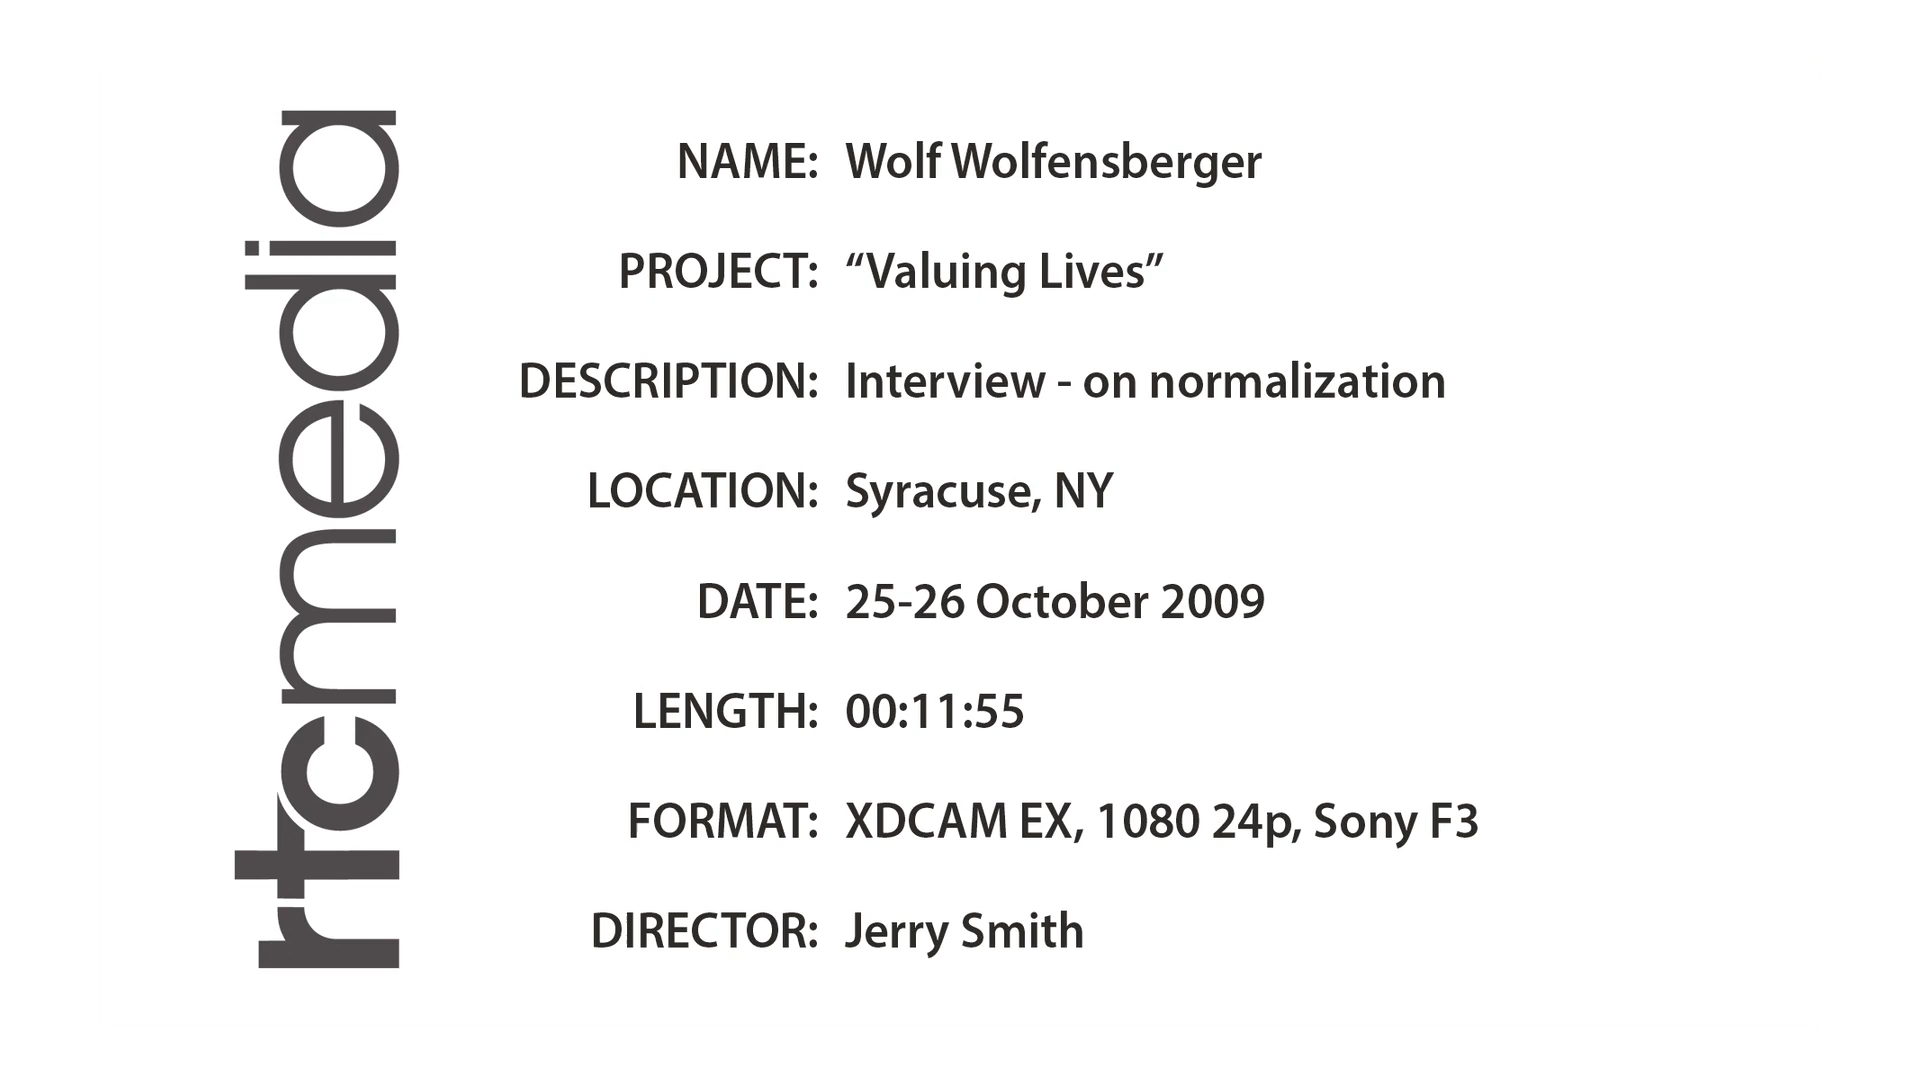 rtcmedia
NAME: Wolf Wolfensberger
PROJECT: “Valuing Lives”
DESCRIPTION: Interview - on normalization
LOCATION: Syracuse, NY
DATE: 25-26 October 2009
LENGTH: 00:11:55
FORMAT: XDCAM EX, 1080 24p, Sony F3
DIRECTOR: Jerry Smith